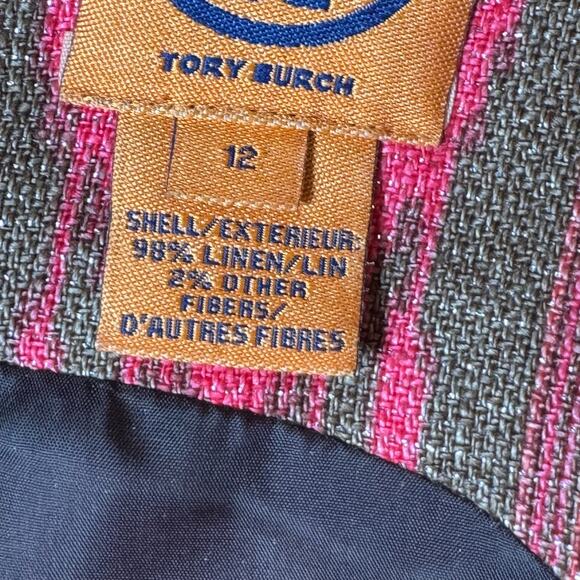 TORY BURCH
12
SHELL/EXTERIEUR:
98% LINEN/LIN
2% OTHER
FIBERS/
D'AUTRES FIBRES